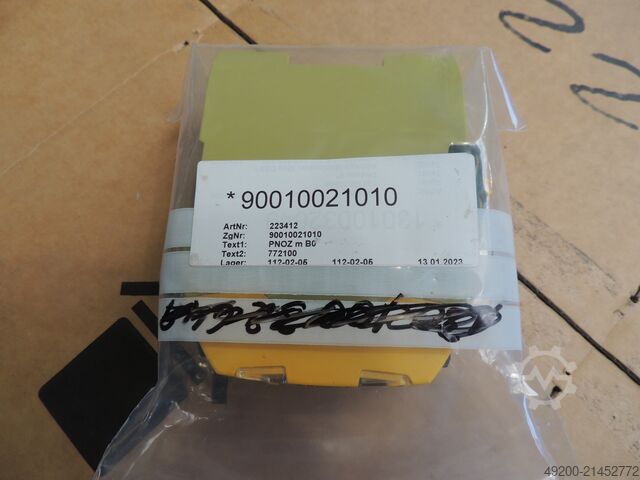 *90010021010
ArtNr: 223412
ZgNr: 90010021010
Text1: PNOZ m B0
Text2: 772100
Lager: 112-02-05 112-02-05 13.01.2023
49200-21452772